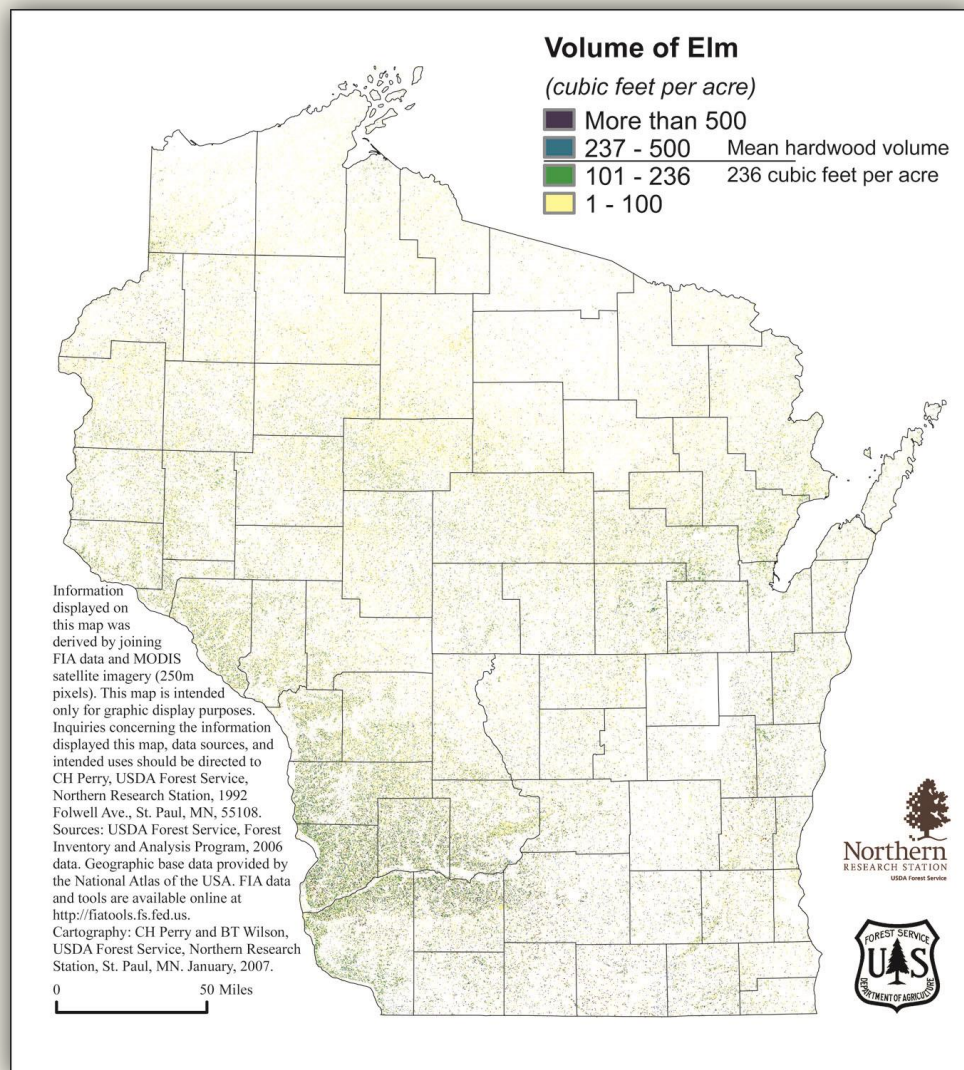 Volume of Elm
(cubic feet per acre)
More than 500
237 - 500 Mean hardwood volume
101 - 236 236 cubic feet per acre
1 - 100
Information
displayed on
this map was
derived by joining
FIA data and MODIS
satellite imagery (250m
pixels). This map is intended
only for graphic display purposes.
Inquiries concerning the information
displayed this map, data sources, and
intended uses should be directed to
CH Perry, USDA Forest Service,
Northern Research Station, 1992
Folwell Ave., St. Paul, MN, 55108.
Sources: USDA Forest Service, Forest
Inventory and Analysis Program, 2006
data. Geographic base data provided by
the National Atlas of the USA. FIA data
and tools are available online at
http://fiatools.fs.fed.us.
Cartography: CH Perry and BT Wilson,
USDA Forest Service, Northern Research
Station, St. Paul, MN. January, 2007.
0 50 Miles
Northern
RESEARCH STATION
USDA Forest Service
FOREST SERVICE
U S
DEPARTMENT OF AGRICULTURE